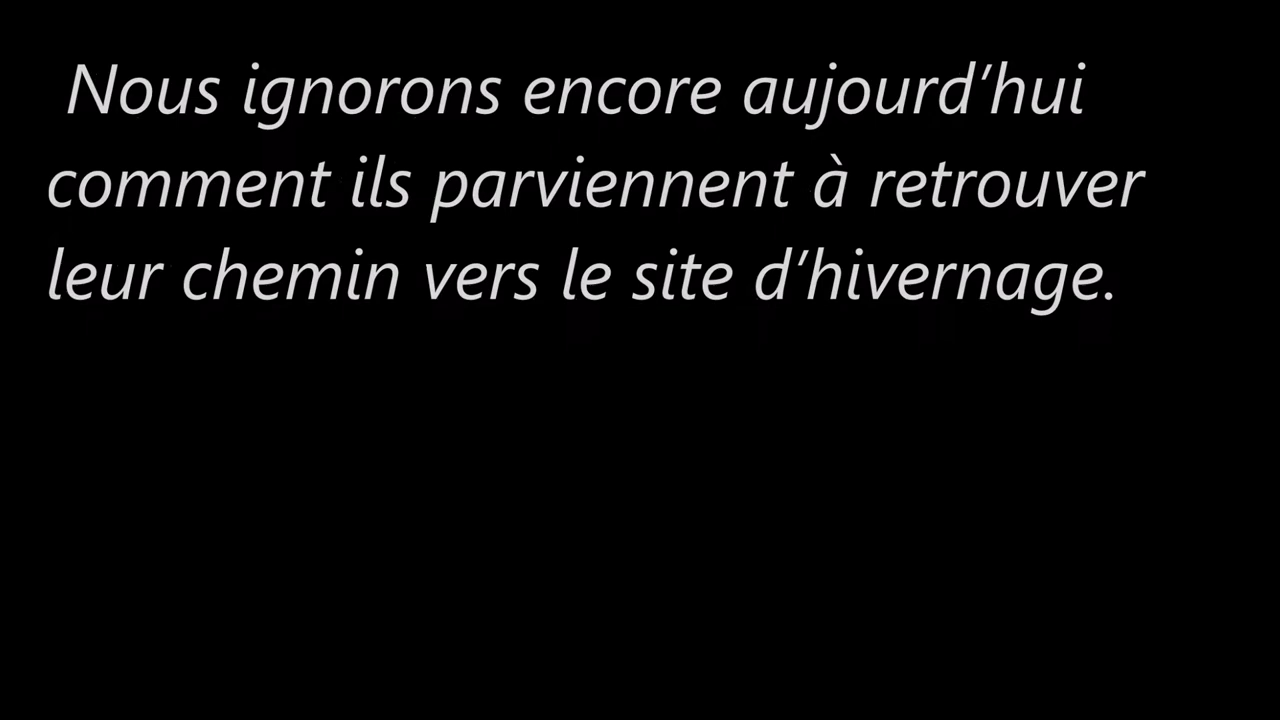 Nous ignorons encore aujourd’hui
comment ils parviennent à retrouver
leur chemin vers le site d’hivernage.